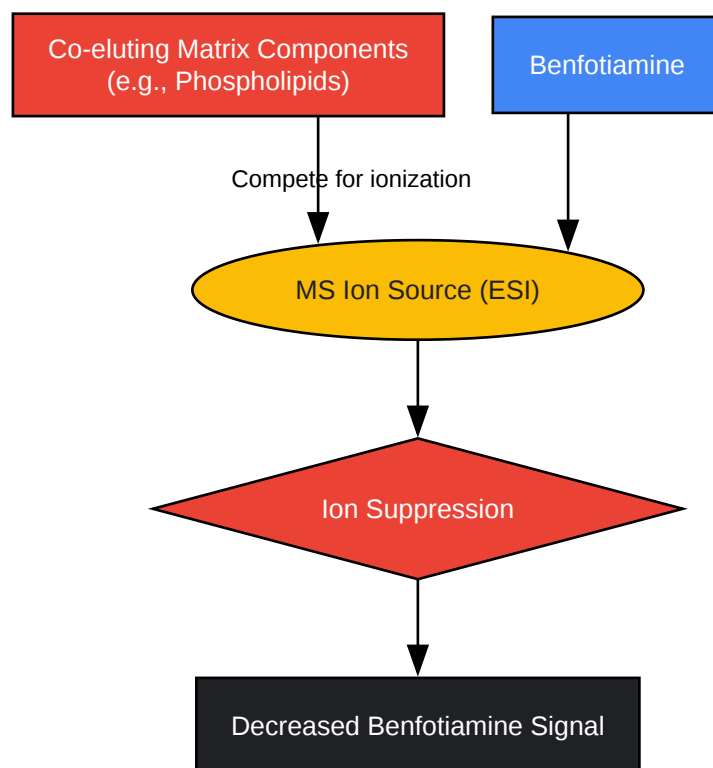 Co-eluting Matrix Components
(e.g., Phospholipids)
Benfotiamine
Compete for ionization
MS Ion Source (ESI)
Ion Suppression
Decreased Benfotiamine Signal